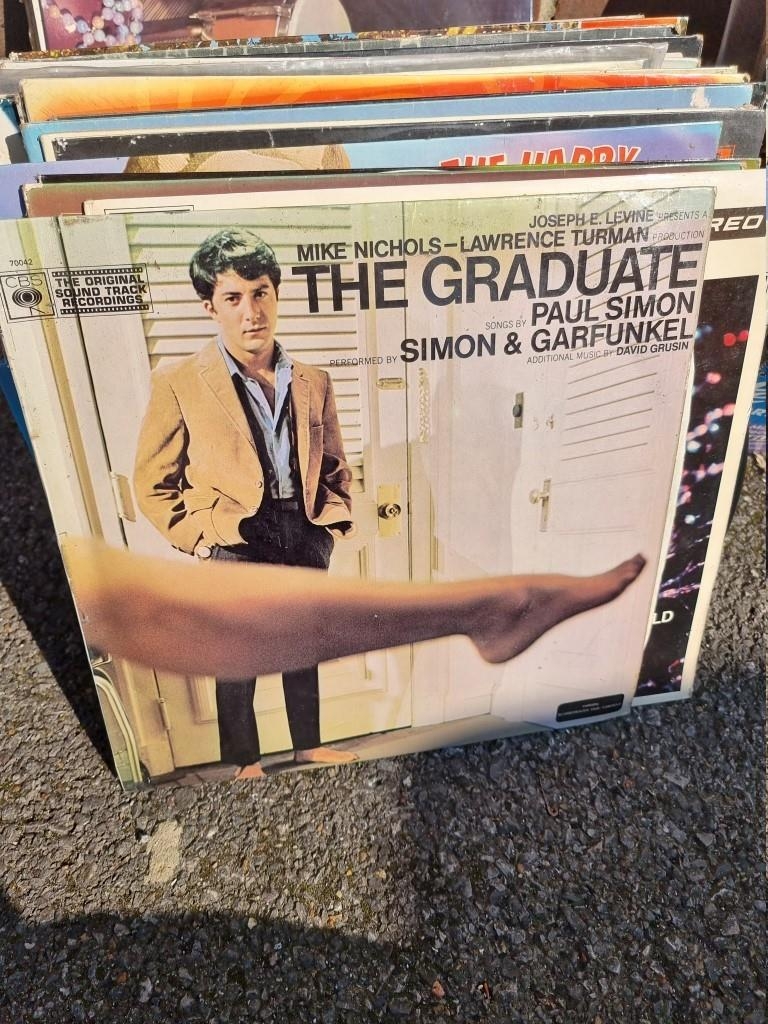 THE HAPPY
REO
70042
CBS
THE ORIGINAL
SOUND TRACK
RECORDINGS
JOSEPH E. LEVINE PRESENTS A
MIKE NICHOLS–LAWRENCE TURMAN PRODUCTION
THE GRADUATE
SONGS BY PAUL SIMON
PERFORMED BY SIMON & GARFUNKEL
ADDITIONAL MUSIC BY DAVID GRUSIN
LD